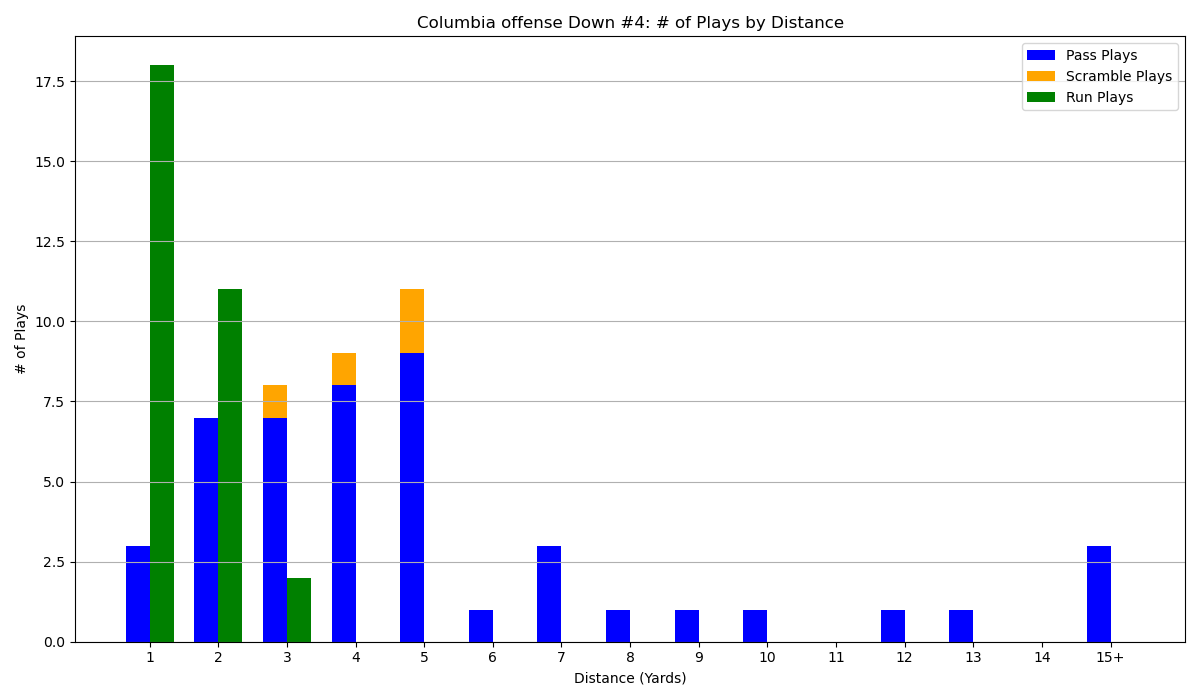 Columbia offense Down #4: # of Plays by Distance
Pass Plays
Scramble Plays
Run Plays
# of Plays
17.5
15.0
12.5
10.0
7.5
5.0
2.5
0.0
1 2 3 4 5 6 7 8 9 10 11 12 13 14 15+
Distance (Yards)